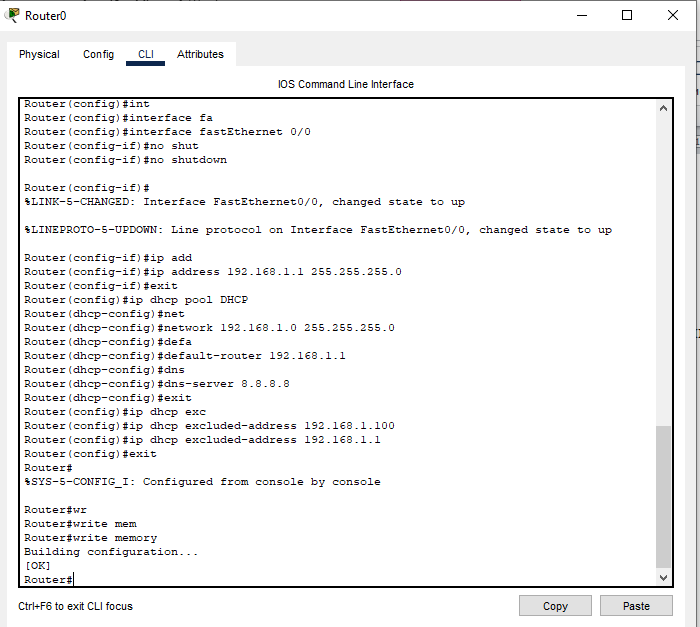 Router0
Physical Config CLI Attributes
IOS Command Line Interface
Router(config)#int
Router(config)#interface fa
Router(config)#interface fastEthernet 0/0
Router(config-if)#no shut
Router(config-if)#no shutdown
Router(config-if)#
%LINK-5-CHANGED: Interface FastEthernet0/0, changed state to up
%LINEPROTO-5-UPDOWN: Line protocol on Interface FastEthernet0/0, changed state to up
Router(config-if)#ip add
Router(config-if)#ip address 192.168.1.1 255.255.255.0
Router(config-if)#exit
Router(config)#ip dhcp pool DHCP
Router(dhcp-config)#net
Router(dhcp-config)#network 192.168.1.0 255.255.255.0
Router(dhcp-config)#defa
Router(dhcp-config)#default-router 192.168.1.1
Router(dhcp-config)#dns
Router(dhcp-config)#dns-server 8.8.8.8
Router(dhcp-config)#exit
Router(config)#ip dhcp exc
Router(config)#ip dhcp excluded-address 192.168.1.100
Router(config)#ip dhcp excluded-address 192.168.1.1
Router(config)#exit
Router#
%SYS-5-CONFIG_I: Configured from console by console
Router#wr
Router#write mem
Router#write memory
Building configuration...
[OK]
Router#
Ctrl+F6 to exit CLI focus
Copy Paste